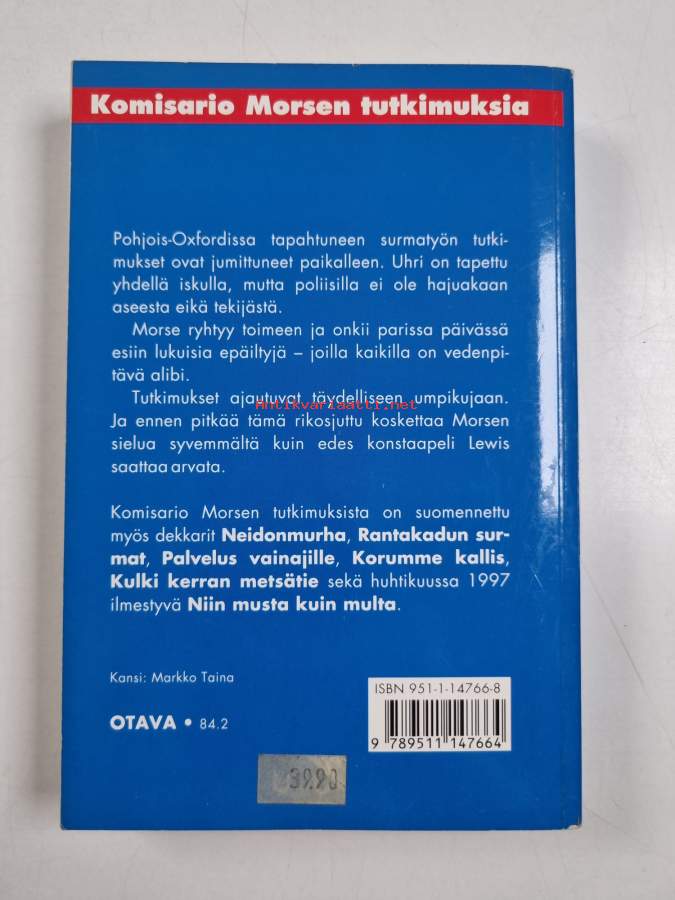 Komisario Morsen tutkimuksia
Pohjois-Oxfordissa tapahtuneen surmatyön tutki-
mukset ovat jumittuneet paikalleen. Uhri on tapettu
yhdellä iskulla, mutta poliisilla ei ole hajuakaan
aseesta eikä tekijästä.
Morse ryhtyy toimeen ja onkii parissa päivässä
esiin lukuisia epäiltyjä – joilla kaikilla on vedenpi-
tävä alibi.
Tutkimukset ajautuvat täydelliseen umpikujaan.
Antikvariaatti.net
Ja ennen pitkää tämä rikosjuttu koskettaa Morsen
sielua syvemmältä kuin edes konstaapeli Lewis
saattaa arvata.
Komisario Morsen tutkimuksista on suomennettu
myös dekkarit Neidonmurha, Rantakadun sur-
mat, Palvelus vainajille, Korumme kallis,
Kulki kerran metsätie sekä huhtikuussa 1997
ilmestyvä Niin musta kuin multa.
Kansi: Markko Taina
OTAVA • 84.2
ISBN 951-1-14766-8
9 789511 147664
39.90